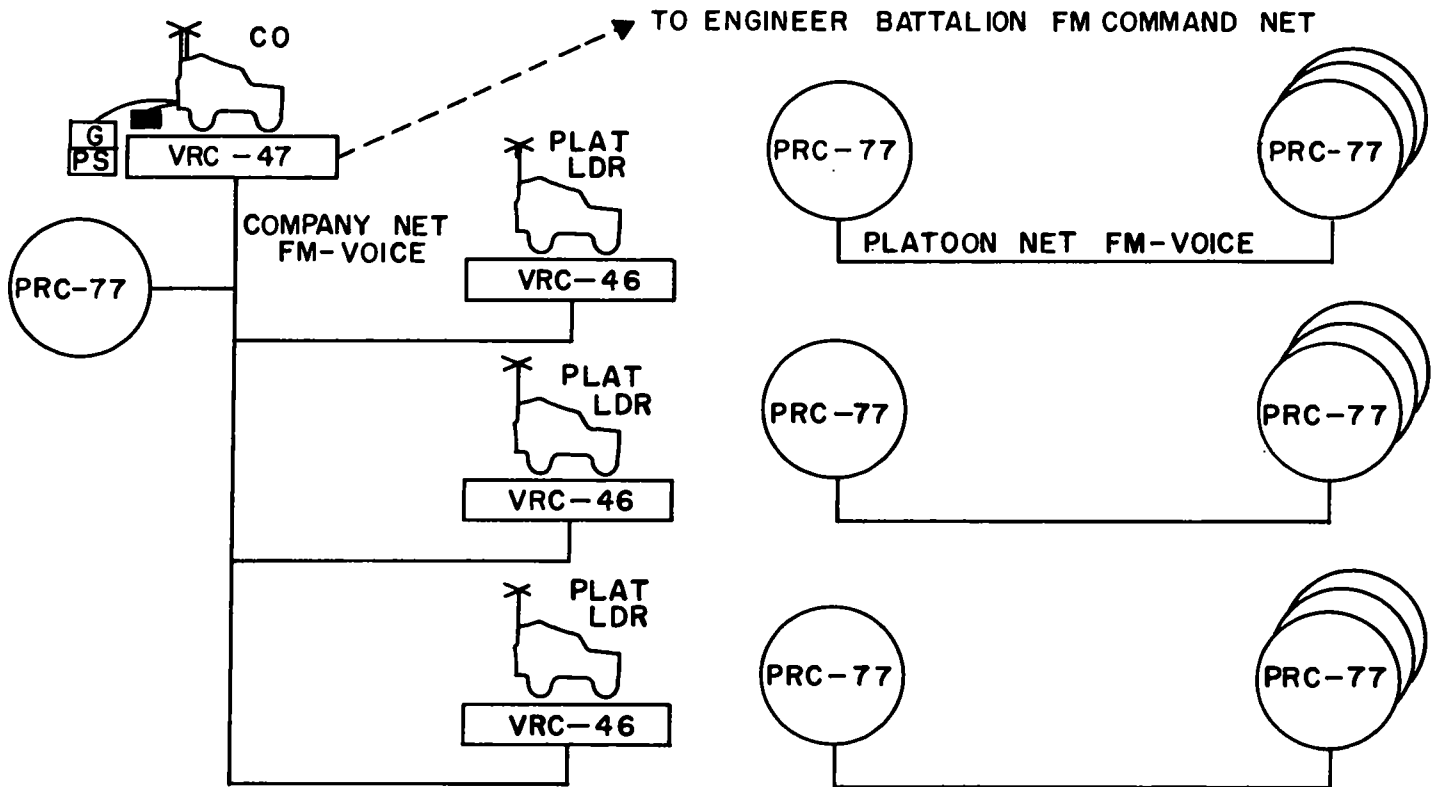 CO
TO ENGINEER BATTALION FM COMMAND NET
G
PS
VRC-47
PLAT
LDR
PRC-77
PRC-77
COMPANY NET
FM-VOICE
PLATOON NET FM-VOICE
VRC-46
PRC-77
PLAT
LDR
PRC-77
PRC-77
VRC-46
PLAT
LDR
PRC-77
PRC-77
VRC-46